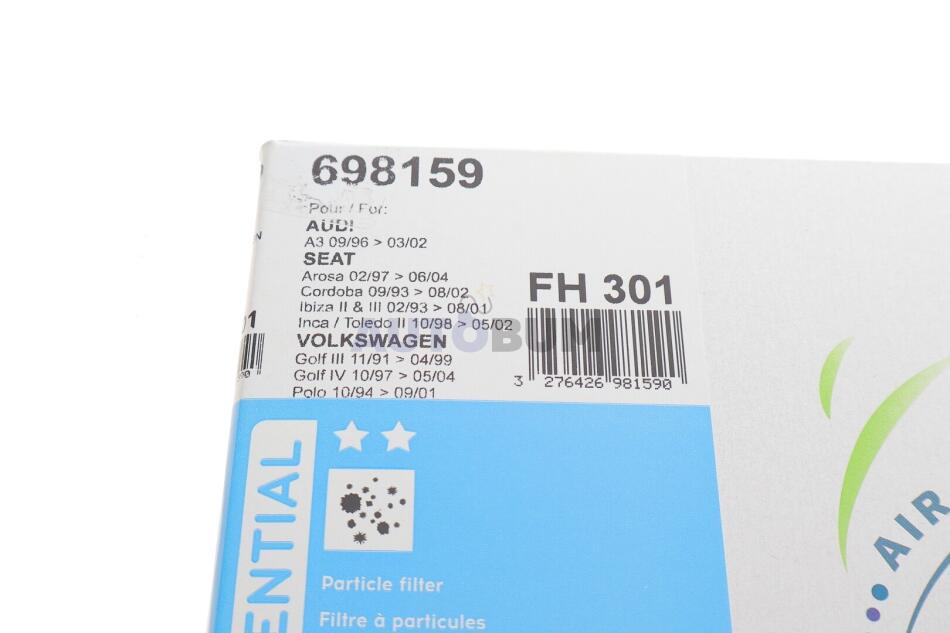 698159
Pour / For:
AUDI
A3 09/96 > 03/02
SEAT
Arosa 02/97 > 06/04
Cordoba 09/93 > 08/02
Ibiza II & III 02/93 > 08/01
Inca / Toledo II 10/98 > 05/02
VOLKSWAGEN
Golf III 11/91 > 04/99
Golf IV 10/97 > 05/04
Polo 10/94 > 09/01
FH 301
3 276426 981590
AUTOBUM
ENTIAL
Particle filter
Filtre à particules
AIR